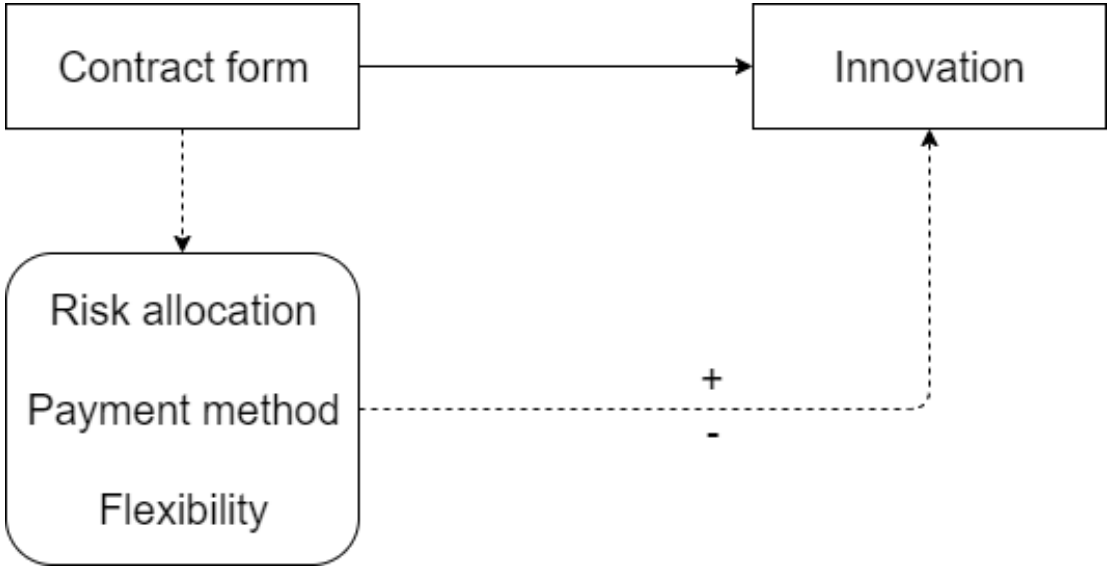 Contract form
Innovation
Risk allocation
Payment method
Flexibility
+
-